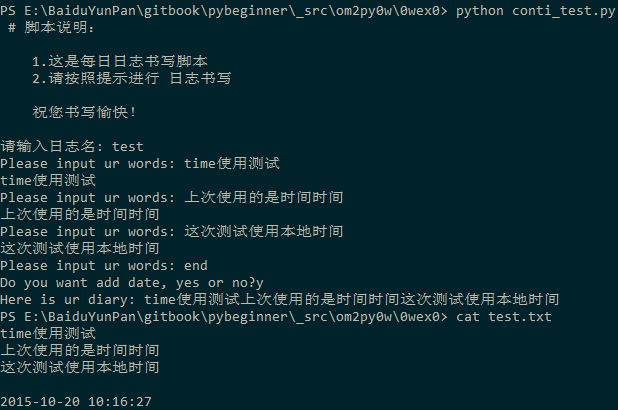 PS E:\BaiduYunPan\gitbook\pybeginner\_src\om2py0w\0wex0> python conti_test.py
# 脚本说明：
1.这是每日日志书写脚本
2.请按照提示进行 日志书写
祝您书写愉快！
请输入日志名: test
Please input ur words: time使用测试
time使用测试
Please input ur words: 上次使用的是时间时间
上次使用的是时间时间
Please input ur words: 这次测试使用本地时间
这次测试使用本地时间
Please input ur words: end
Do you want add date, yes or no?y
Here is ur diary: time使用测试上次使用的是时间时间这次测试使用本地时间
PS E:\BaiduYunPan\gitbook\pybeginner\_src\om2py0w\0wex0> cat test.txt
time使用测试
上次使用的是时间时间
这次测试使用本地时间
2015-10-20 10:16:27